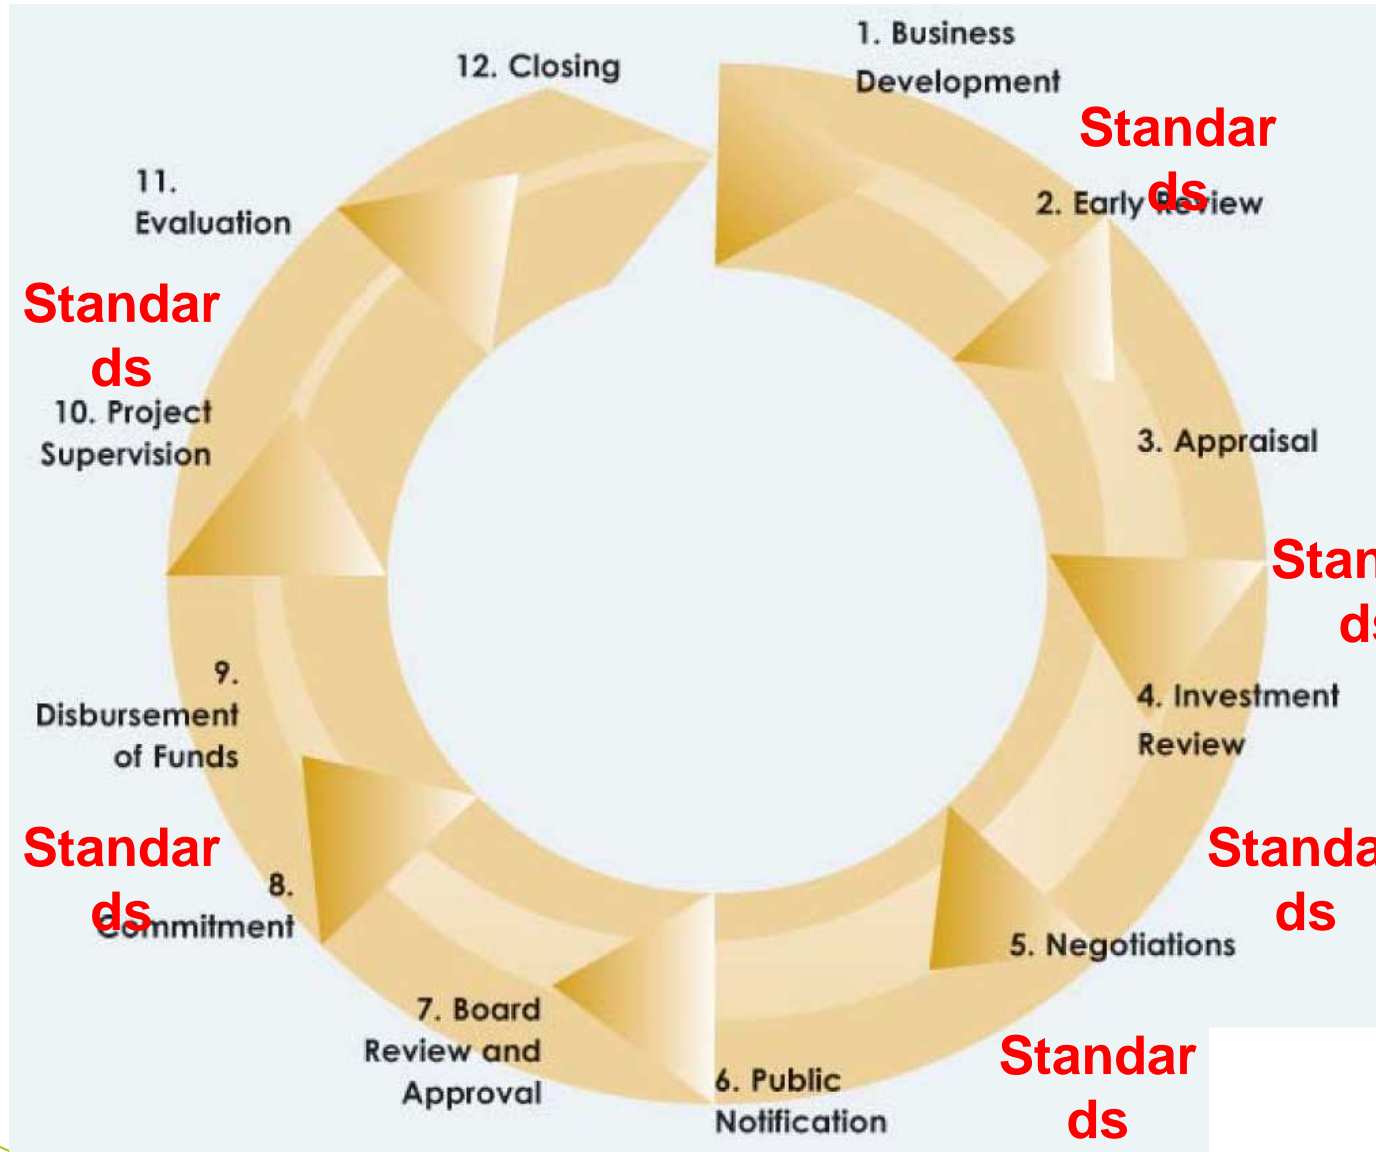 1. Business
Development
Standar
ds
2. Early Review
3. Appraisal
Stan
ds
4. Investment
Review
Standa
ds
5. Negotiations
Standar
ds
6. Public
Notification
7. Board
Review and
Approval
8.
Commitment
Standar
ds
9.
Disbursement
of Funds
10. Project
Supervision
Standar
ds
11.
Evaluation
12. Closing